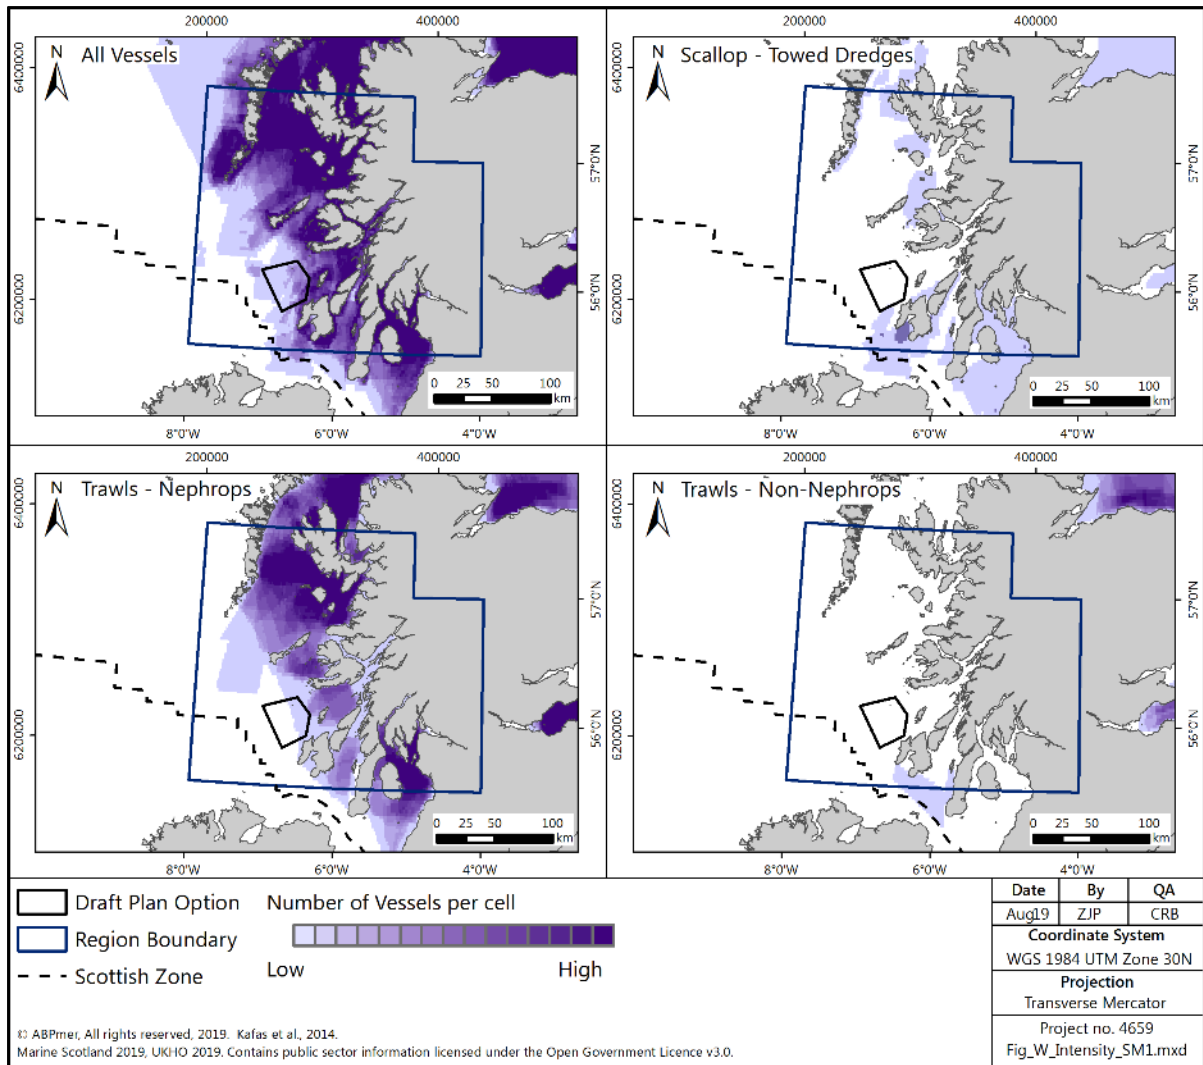 200000
400000
200000
400000
N
All Vessels
N
Scallop - Towed Dredges
6400000
6400000
57°0'N
57°0'N
6200000
56°0'N
6200000
56°0'N
0 25 50 100
km
0 25 50 100
km
8°0'W
6°0'W
4°0'W
8°0'W
6°0'W
4°0'W
200000
400000
200000
400000
N
Trawls - Nephrops
N
Trawls - Non-Nephrops
6400000
6400000
57°0'N
57°0'N
6200000
56°0'N
6200000
56°0'N
0 25 50 100
km
0 25 50 100
km
8°0'W
6°0'W
4°0'W
8°0'W
6°0'W
4°0'W
Draft Plan Option
Region Boundary
Scottish Zone
Number of Vessels per cell
Low
High
Date By QA
Aug19 ZJP CRB
Coordinate System
WGS 1984 UTM Zone 30N
Projection
Transverse Mercator
Project no. 4659
Fig_W_Intensity_SM1.mxd
© ABPmer, All rights reserved, 2019. Kafas et al., 2014.
Marine Scotland 2019, UKHO 2019. Contains public sector information licensed under the Open Government Licence v3.0.